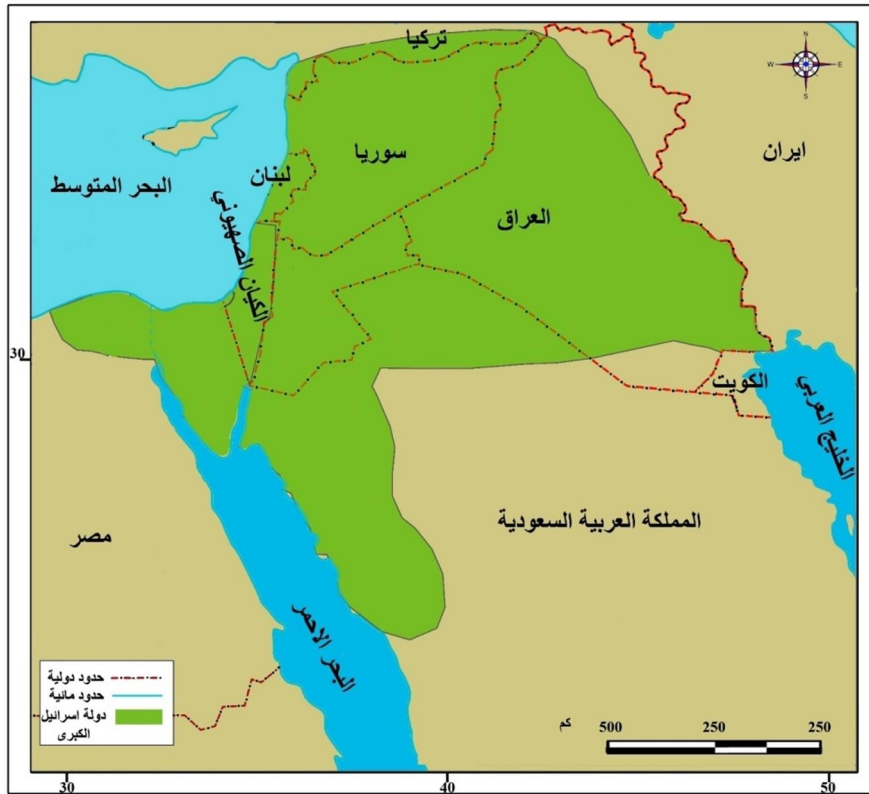 تركيا
N
W E
S
ايران
سوريا
لبنان
البحر المتوسط
العراق
الكيان الصهيوني
30
الكويت
الخليج العربي
المملكة العربية السعودية
مصر
البحر الاحمر
حدود دولية
حدود مائية
دولة اسرائيل
الكبرى
كم
500 250 250
30 40 50